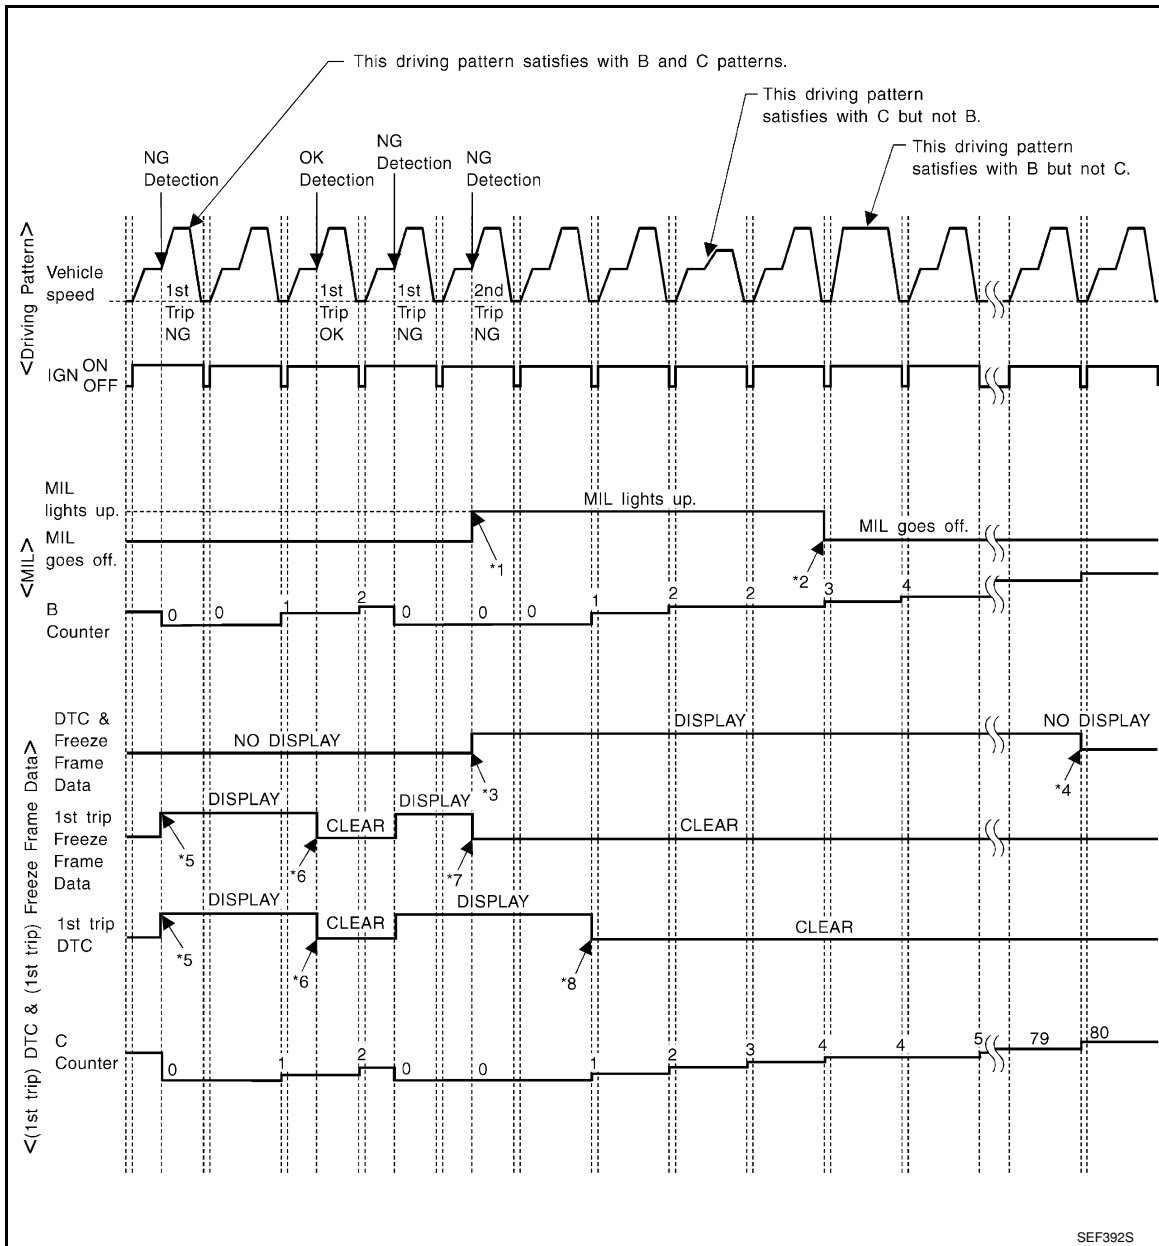 This driving pattern satisfies with B and C patterns.
This driving pattern
satisfies with C but not B.
This driving pattern
satisfies with B but not C.
NG
Detection
OK
Detection
NG
Detection
NG
Detection
<Driving Pattern>
Vehicle
speed
1st
Trip
NG
1st
Trip
OK
1st
Trip
NG
2nd
Trip
NG
IGN ON
OFF
<MIL>
MIL
lights up.
MIL
goes off.
MIL lights up.
MIL goes off.
*1
*2
B
Counter
0 0 1 2 0 0 0 1 2 2 3 4
<(1st trip) DTC & (1st trip) Freeze Frame Data>
DTC &
Freeze
Frame
Data
NO DISPLAY
DISPLAY
NO DISPLAY
*3
*4
1st trip
Freeze
Frame
Data
DISPLAY
CLEAR
DISPLAY
CLEAR
*5
*6
*7
1st trip
DTC
DISPLAY
CLEAR
DISPLAY
CLEAR
*5
*6
*8
C
Counter
0 1 2 0 0 1 2 3 4 4 5 79 80
SEF392S